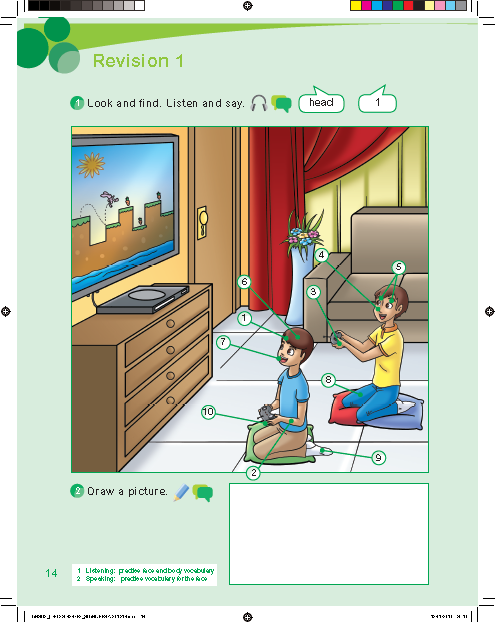 Revision 1
1 Look and find. Listen and say.
head
1
4
5
6
3
1
7
8
10
9
2
2 Draw a picture.
14
1 Listening: practise face and body vocabulary
2 Speaking: practise vocabulary for the face